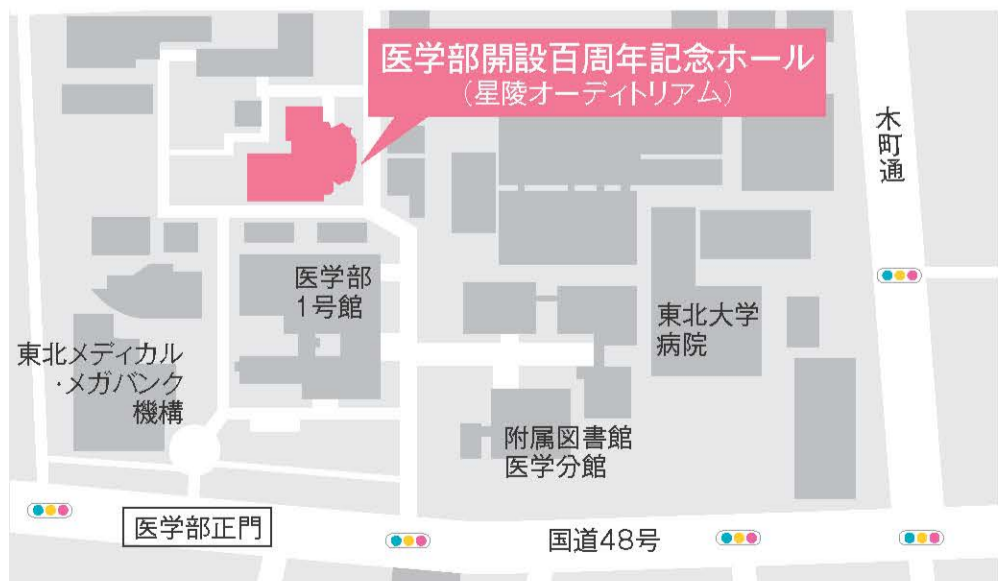 医学部開設百周年記念ホール
(星陵オーディトリアム)
木町通
医学部
1号館
東北大学
病院
東北メディカル
・メガバンク
機構
附属図書館
医学分館
医学部正門
国道48号